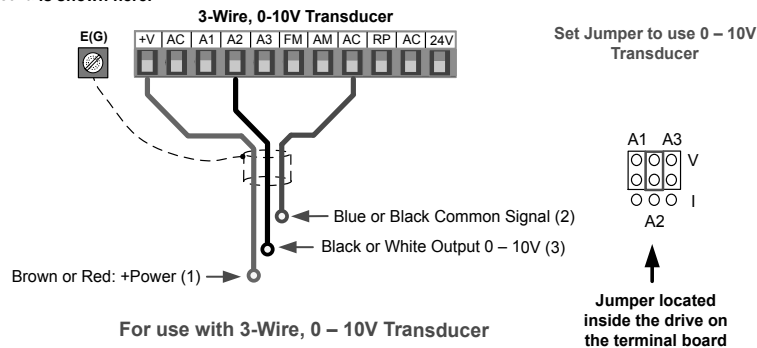 3-Wire, 0-10V Transducer
E(G)
+V AC A1 A2 A3 FM AM AC RP AC 24V
Set Jumper to use 0 – 10V
Transducer
A1 A3
V
I
A2
Blue or Black Common Signal (2)
Black or White Output 0 – 10V (3)
Brown or Red: +Power (1)
For use with 3-Wire, 0 – 10V Transducer
Jumper located
inside the drive on
the terminal board